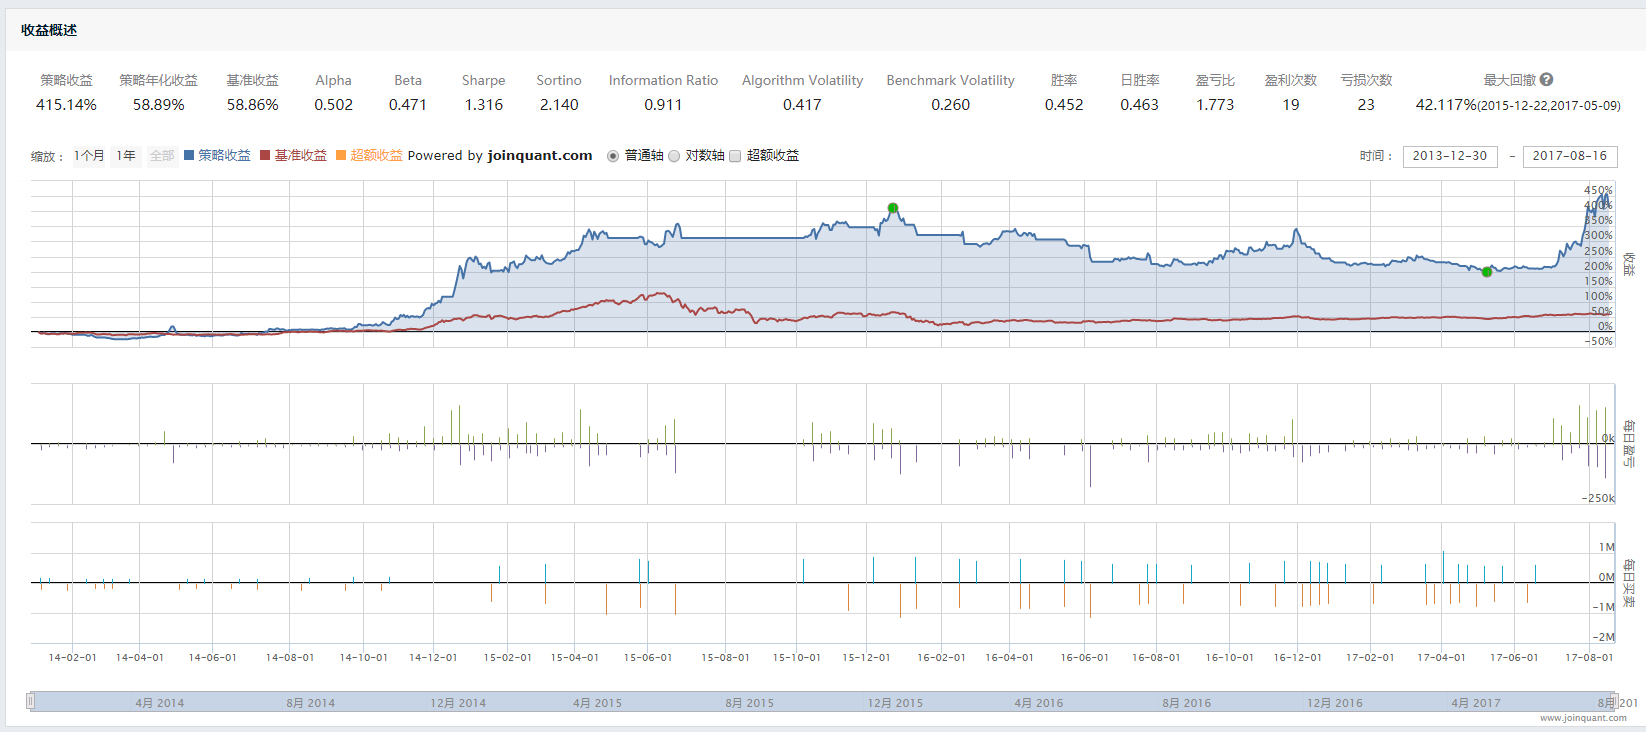 收益概述
策略收益 策略年化收益 基准收益 Alpha Beta Sharpe Sortino Information Ratio Algorithm Volatility Benchmark Volatility 胜率 日胜率 盈亏比 盈利次数 亏损次数 最大回撤
415.14% 58.89% 58.86% 0.502 0.471 1.316 2.140 0.911 0.417 0.260 0.452 0.463 1.773 19 23 42.117%(2015-12-22,2017-05-09)
缩放： 1个月 1年 全部 策略收益 基准收益 超额收益 Powered by joinquant.com 普通轴 对数轴 超额收益 时间： 2013-12-30 - 2017-08-16
450%
400%
350%
300%
250%
200%
150%
100%
50%
0%
-50%
收益
0k
-250k
每日盈亏
1M
0M
-1M
-2M
每日买卖
14-02-01 14-04-01 14-06-01 14-08-01 14-10-01 14-12-01 15-02-01 15-04-01 15-06-01 15-08-01 15-10-01 15-12-01 16-02-01 16-04-01 16-06-01 16-08-01 16-10-01 16-12-01 17-02-01 17-04-01 17-06-01 17-08-01
4月 2014 8月 2014 12月 2014 4月 2015 8月 2015 12月 2015 4月 2016 8月 2016 12月 2016 4月 2017 8月 201
www.joinquant.com